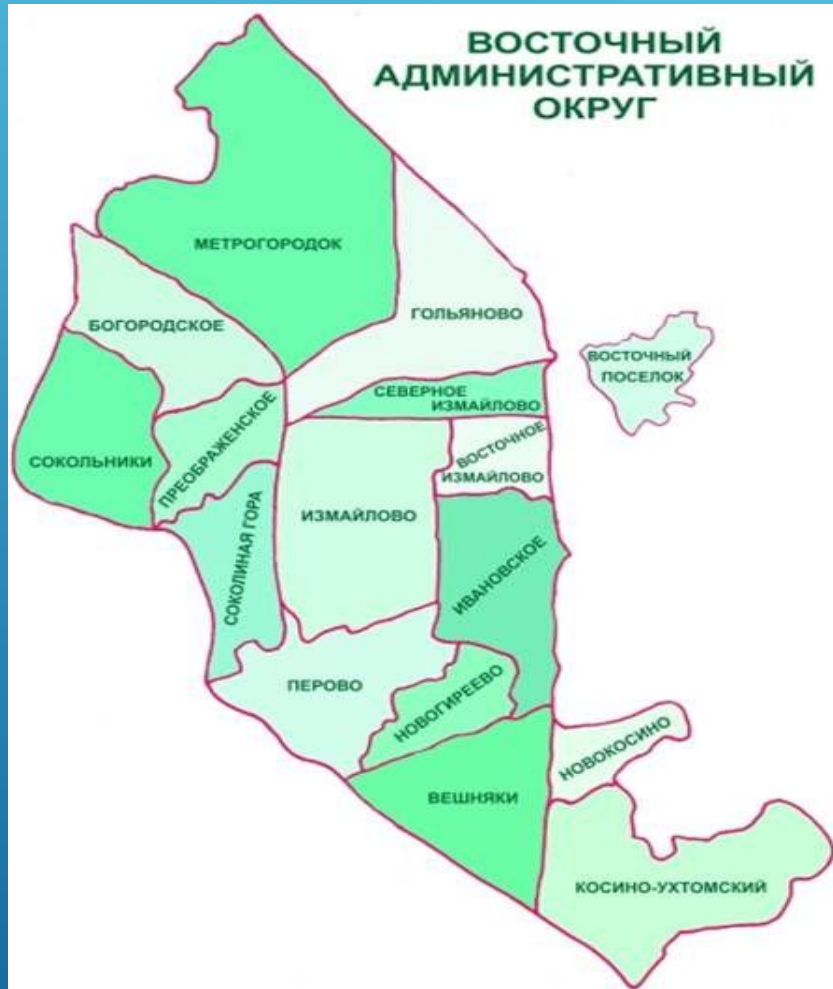 ВОСТОЧНЫЙ
АДМИНИСТРАТИВНЫЙ
ОКРУГ
МЕТРОГОРОДОК
ГОЛЬЯНОВО
БОГОРОДСКОЕ
ВОСТОЧНЫЙ
ПОСЕЛОК
СЕВЕРНОЕ
ИЗМАЙЛОВО
ПРЕОБРАЖЕНСКОЕ
СОКОЛЬНИКИ
ВОСТОЧНОЕ
ИЗМАЙЛОВО
ИЗМАЙЛОВО
СОКОЛИНАЯ ГОРА
ИВАНОВСКОЕ
ПЕРОВО
НОВОГИРЕЕВО
НОВОКОСИНО
ВЕШНЯКИ
КОСИНО-УХТОМСКИЙ